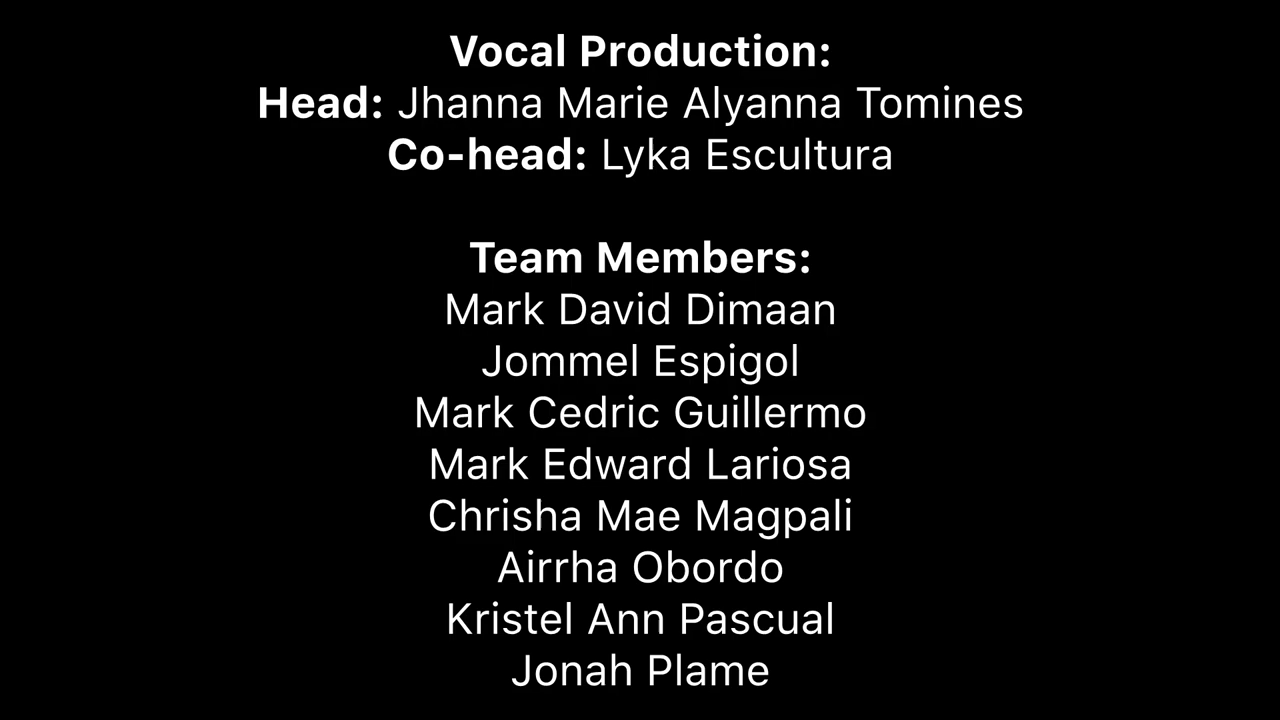 Vocal Production:
Head: Jhanna Marie Alyanna Tomines
Co-head: Lyka Escultura
Team Members:
Mark David Dimaan
Jommel Espigol
Mark Cedric Guillermo
Mark Edward Lariosa
Chrisha Mae Magpali
Airrha Obordo
Kristel Ann Pascual
Jonah Plame